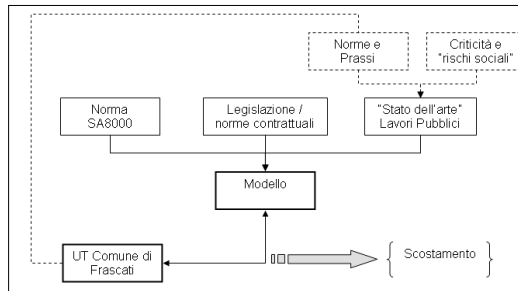 Norme e
Prassi
Criticità e
"rischi sociali"
Norma
SA8000
Legislazione /
norme contrattuali
"Stato dell'arte"
Lavori Pubblici
Modello
UT Comune di
Frascati
Scostamento